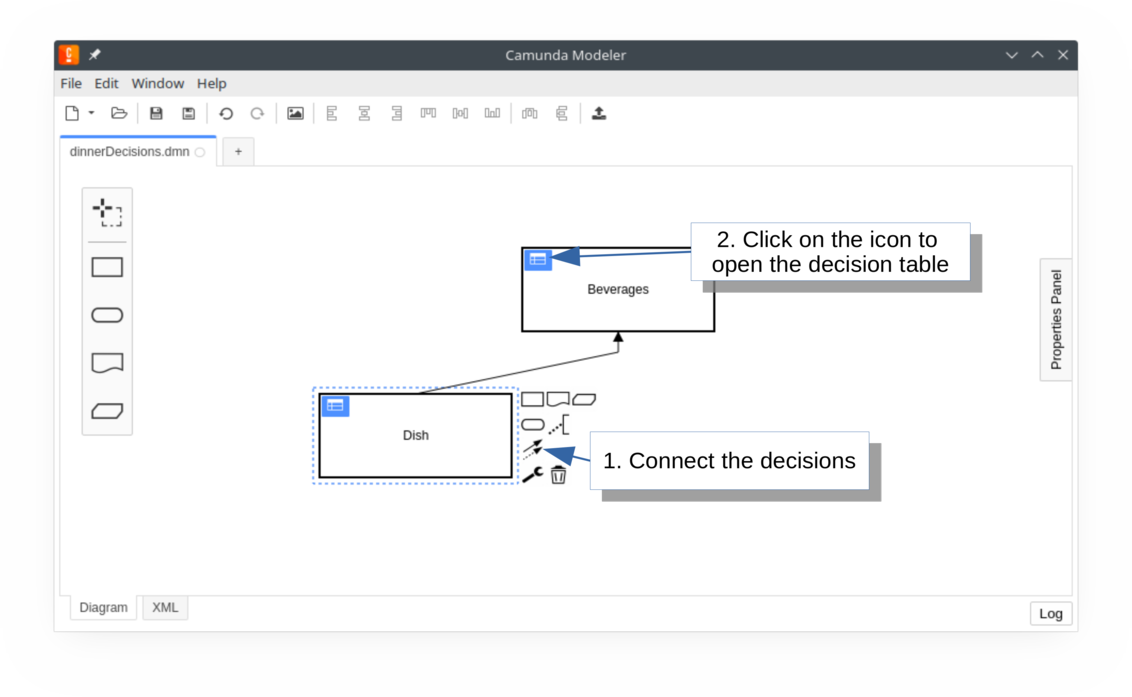 Camunda Modeler
File Edit Window Help
dinnerDecisions.dmn
+
2. Click on the icon to
open the decision table
Beverages
Properties Panel
Dish
1. Connect the decisions
Diagram XML
Log